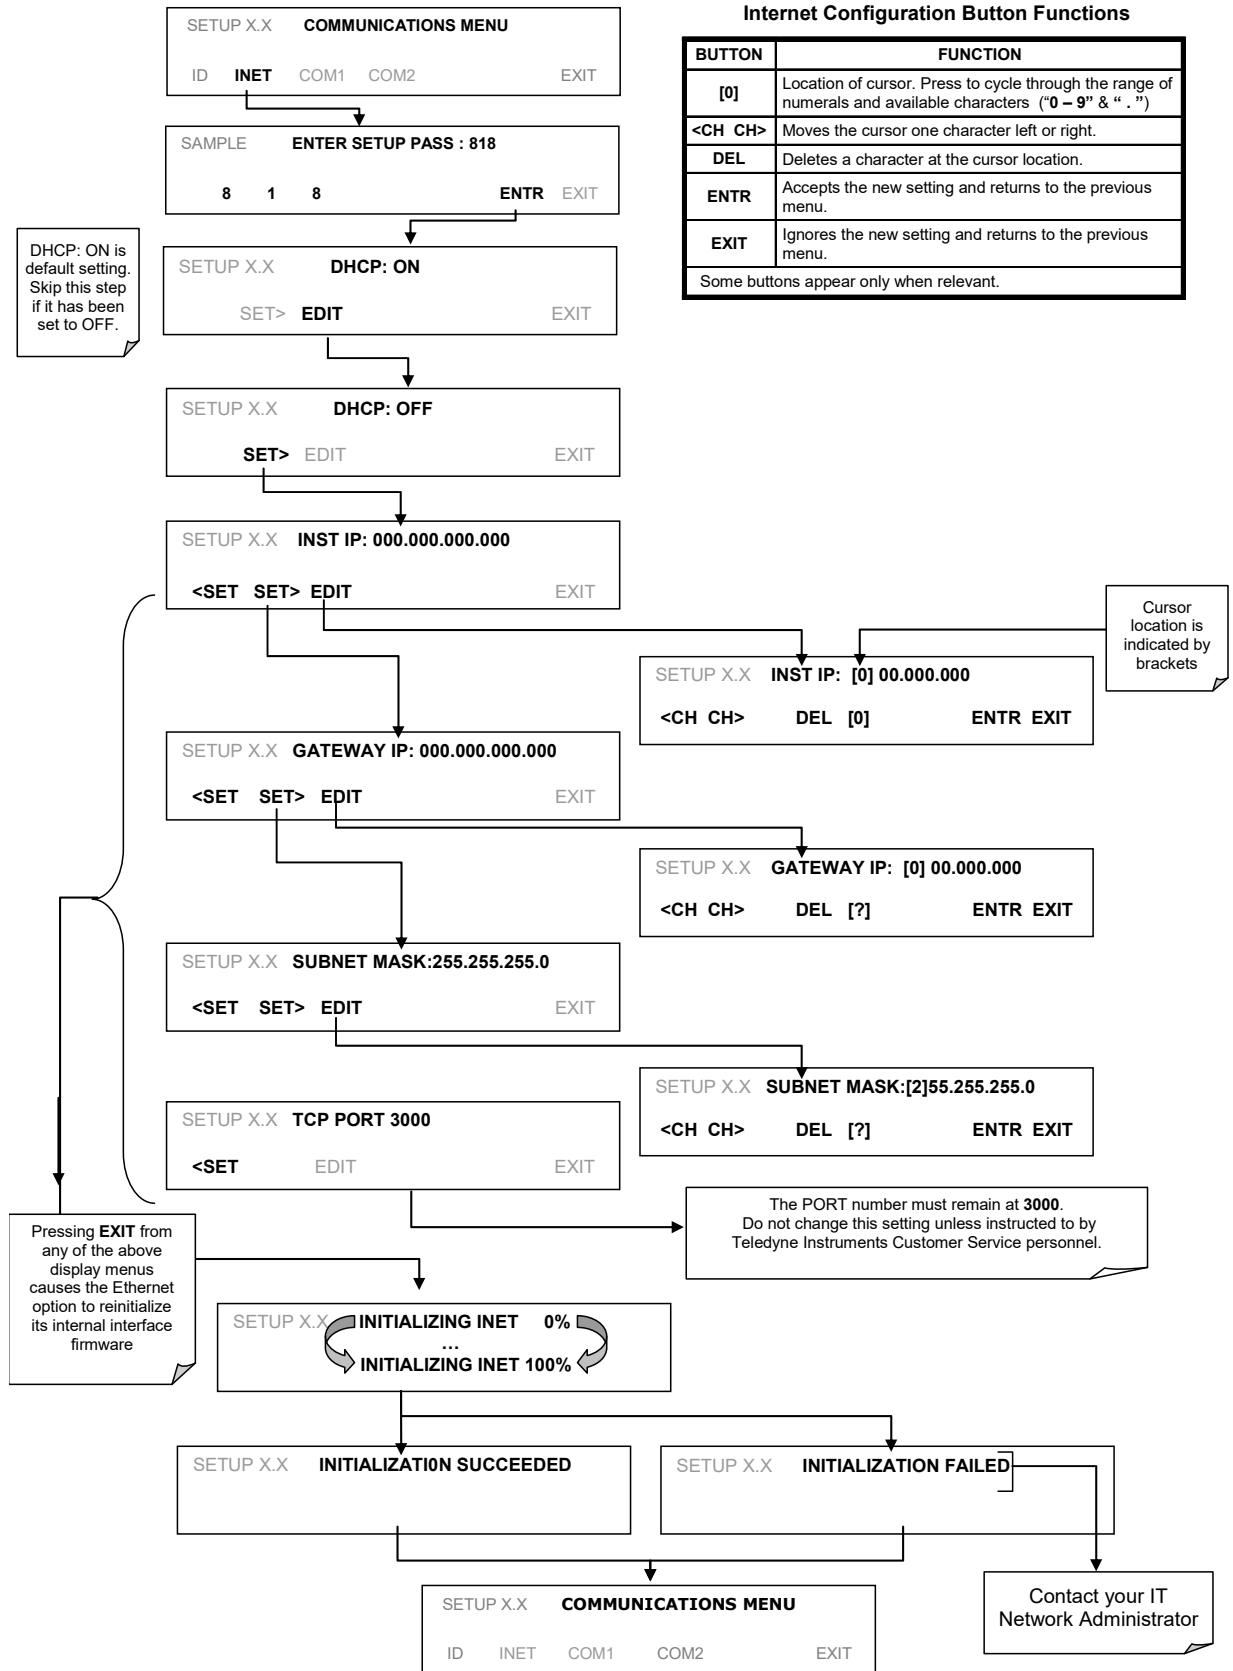 SETUP X.X COMMUNICATIONS MENU
ID INET COM1 COM2 EXIT
Internet Configuration Button Functions
BUTTON FUNCTION
[0] Location of cursor. Press to cycle through the range of
numerals and available characters (“0 – 9” & “ . ”)
<CH CH> Moves the cursor one character left or right.
DEL Deletes a character at the cursor location.
ENTR Accepts the new setting and returns to the previous
menu.
EXIT Ignores the new setting and returns to the previous
menu.
Some buttons appear only when relevant.
SAMPLE ENTER SETUP PASS : 818
8 1 8 ENTR EXIT
DHCP: ON is
default setting.
Skip this step
if it has been
set to OFF.
SETUP X.X DHCP: ON
SET> EDIT EXIT
SETUP X.X DHCP: OFF
SET> EDIT EXIT
SETUP X.X INST IP: 000.000.000.000
<SET SET> EDIT EXIT
Cursor
location is
indicated by
brackets
SETUP X.X INST IP: [0] 00.000.000
<CH CH> DEL [0] ENTR EXIT
SETUP X.X GATEWAY IP: 000.000.000.000
<SET SET> EDIT EXIT
SETUP X.X GATEWAY IP: [0] 00.000.000
<CH CH> DEL [?] ENTR EXIT
SETUP X.X SUBNET MASK:255.255.255.0
<SET SET> EDIT EXIT
SETUP X.X SUBNET MASK:[2]55.255.255.0
<CH CH> DEL [?] ENTR EXIT
SETUP X.X TCP PORT 3000
<SET EDIT EXIT
The PORT number must remain at 3000.
Do not change this setting unless instructed to by
Teledyne Instruments Customer Service personnel.
Pressing EXIT from
any of the above
display menus
causes the Ethernet
option to reinitialize
its internal interface
firmware
SETUP X.X INITIALIZING INET 0%
…
INITIALIZING INET 100%
SETUP X.X INITIALIZATI0N SUCCEEDED
SETUP X.X INITIALIZATION FAILED
Contact your IT
Network Administrator
SETUP X.X COMMUNICATIONS MENU
ID INET COM1 COM2 EXIT